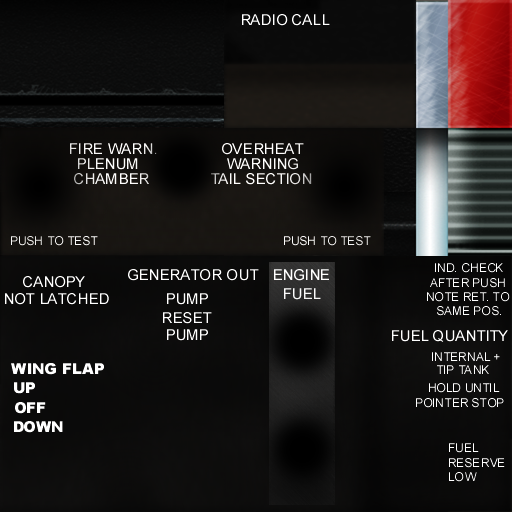 RADIO CALL
FIRE WARN.
PLENUM
CHAMBER
OVERHEAT
WARNING
TAIL SECTION
PUSH TO TEST
PUSH TO TEST
CANOPY
NOT LATCHED
GENERATOR OUT
PUMP
RESET
PUMP
ENGINE
FUEL
IND. CHECK
AFTER PUSH
NOTE RET. TO
SAME POS.
FUEL QUANTITY
INTERNAL +
TIP TANK
HOLD UNTIL
POINTER STOP
WING FLAP
UP
OFF
DOWN
FUEL
RESERVE
LOW